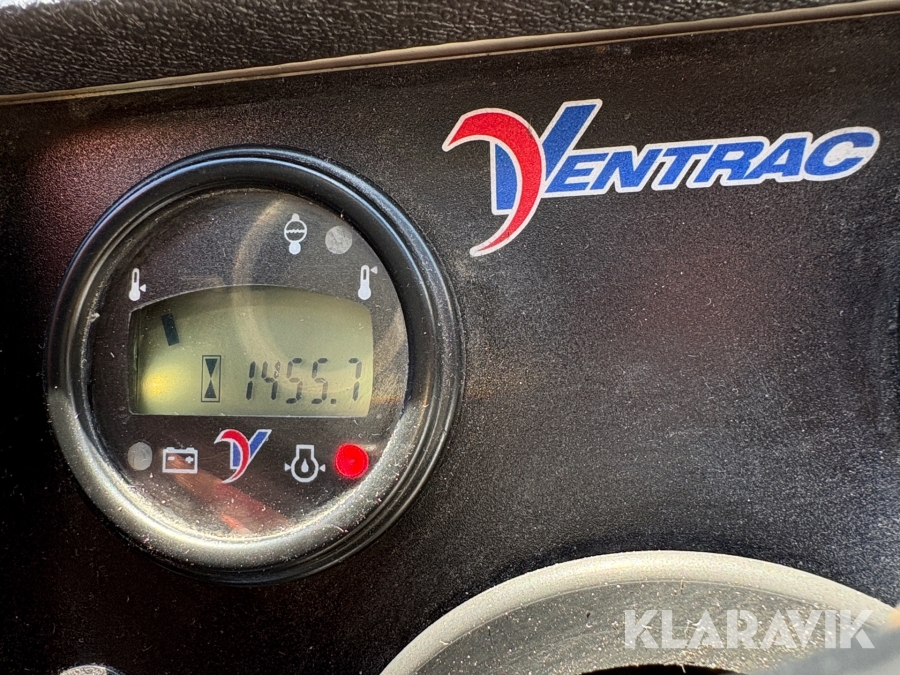 VENTRAC
1455.7
KLARAVIK